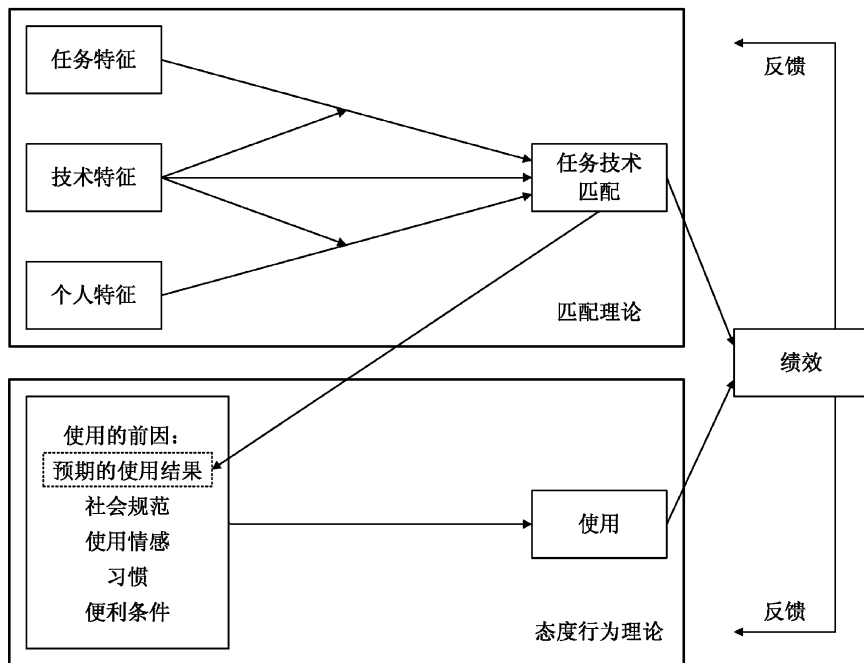 任务特征
反馈
技术特征
任务技术
匹配
个人特征
匹配理论
绩效
使用的前因：
预期的使用结果
社会规范
使用情感
习惯
便利条件
使用
反馈
态度行为理论